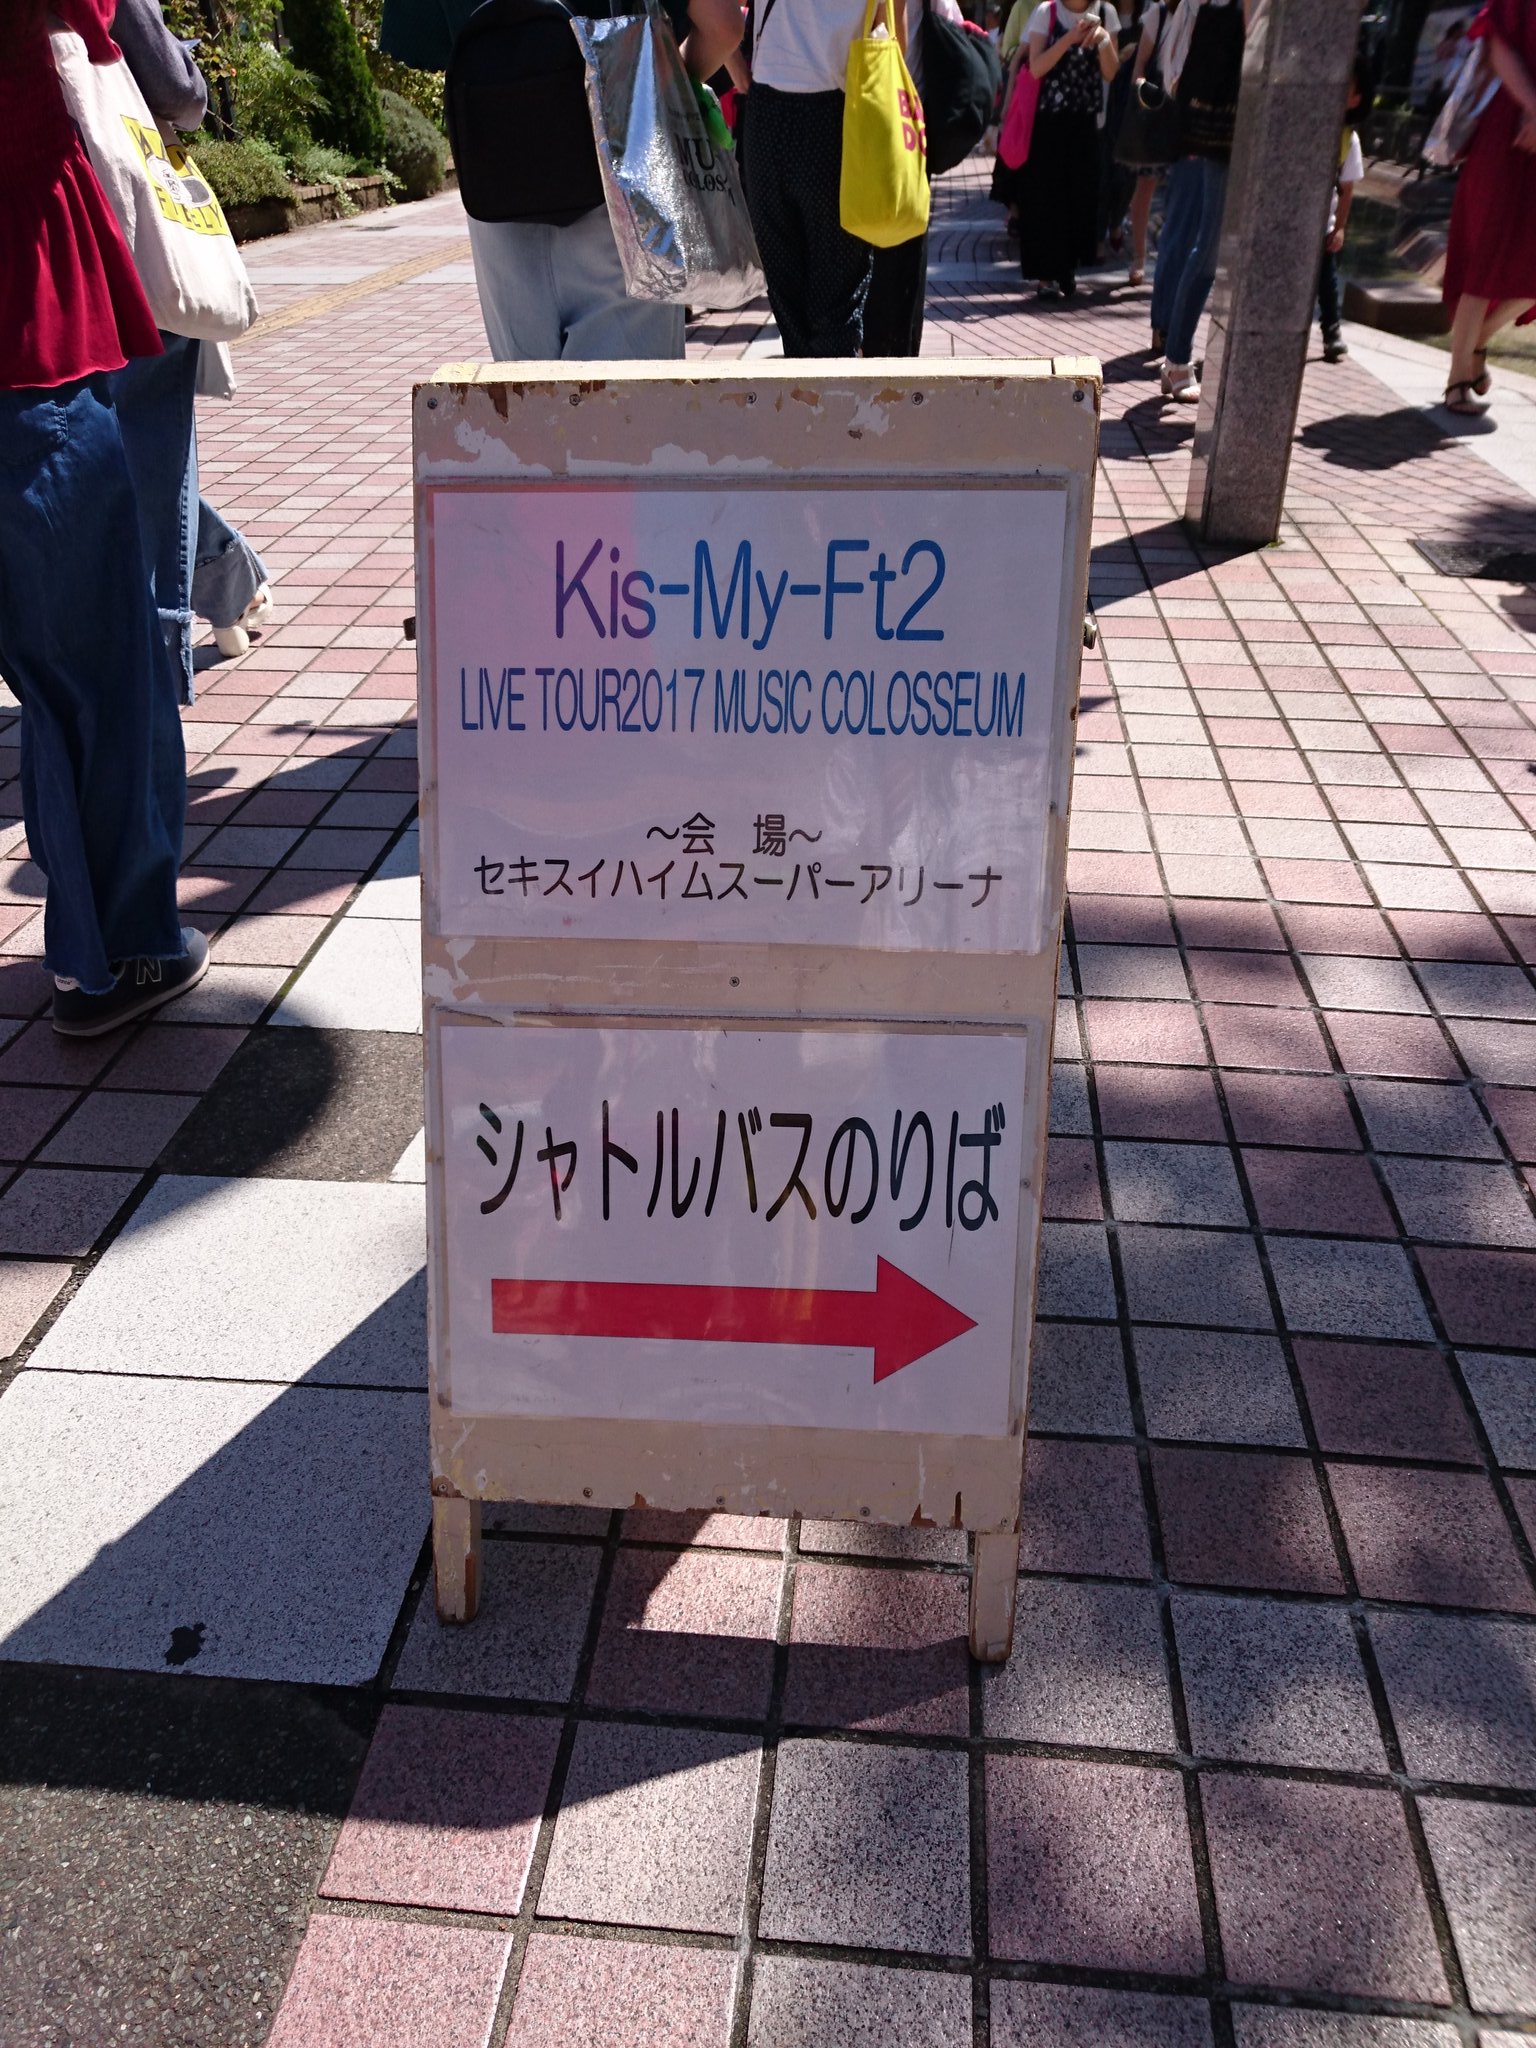 Kis-My-Ft2
LIVE TOUR2017 MUSIC COLOSSEUM
～会　場～
セキスイハイムスーパーアリーナ
シャトルバスのりば
N